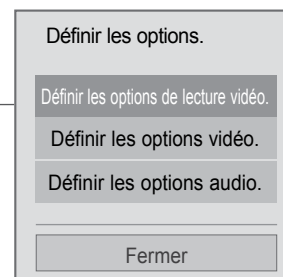 Définir les options.
Définir les options de lecture vidéo.
Définir les options vidéo.
Définir les options audio.
Fermer